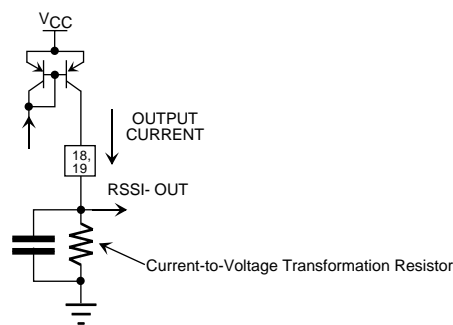 VCC
OUTPUT
CURRENT
18,
19
RSSI- OUT
Current-to-Voltage Transformation Resistor